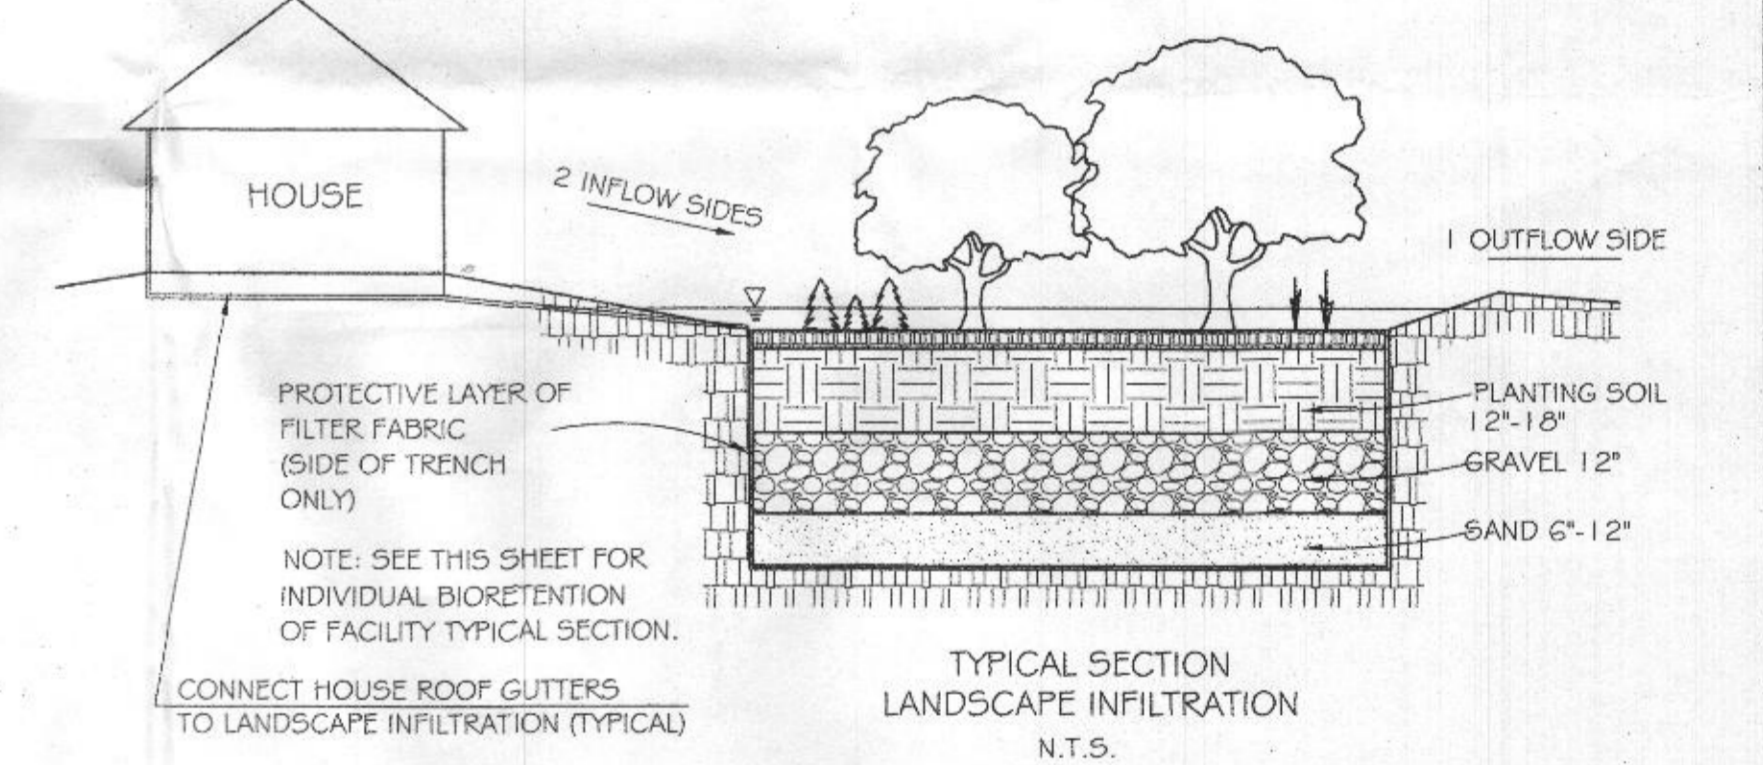 HOUSE
2 INFLOW SIDES
1 OUTFLOW SIDE
PROTECTIVE LAYER OF
FILTER FABRIC
(SIDE OF TRENCH
ONLY)
PLANTING SOIL
12"-18"
GRAVEL 12"
SAND 6"-12"
NOTE: SEE THIS SHEET FOR
INDIVIDUAL BIORETENTION
OF FACILITY TYPICAL SECTION.
CONNECT HOUSE ROOF GUTTERS
TO LANDSCAPE INFILTRATION (TYPICAL)
TYPICAL SECTION
LANDSCAPE INFILTRATION
N.T.S.